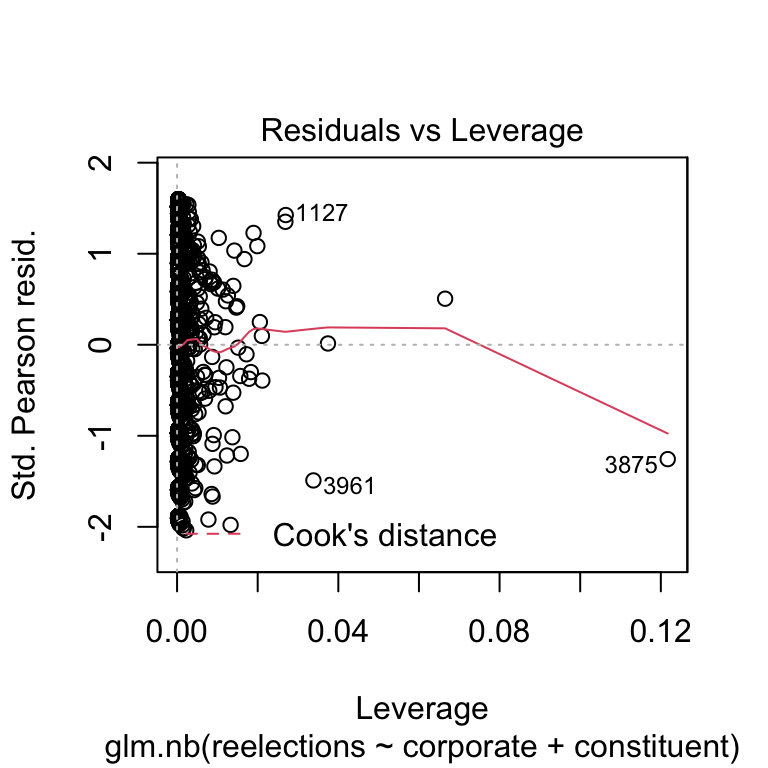 Residuals vs Leverage
Std. Pearson resid.
2
1
0
-1
-2
1127
3961
3875
Cook's distance
0.00 0.04 0.08 0.12
Leverage
glm.nb(reelections ~ corporate + constituent)